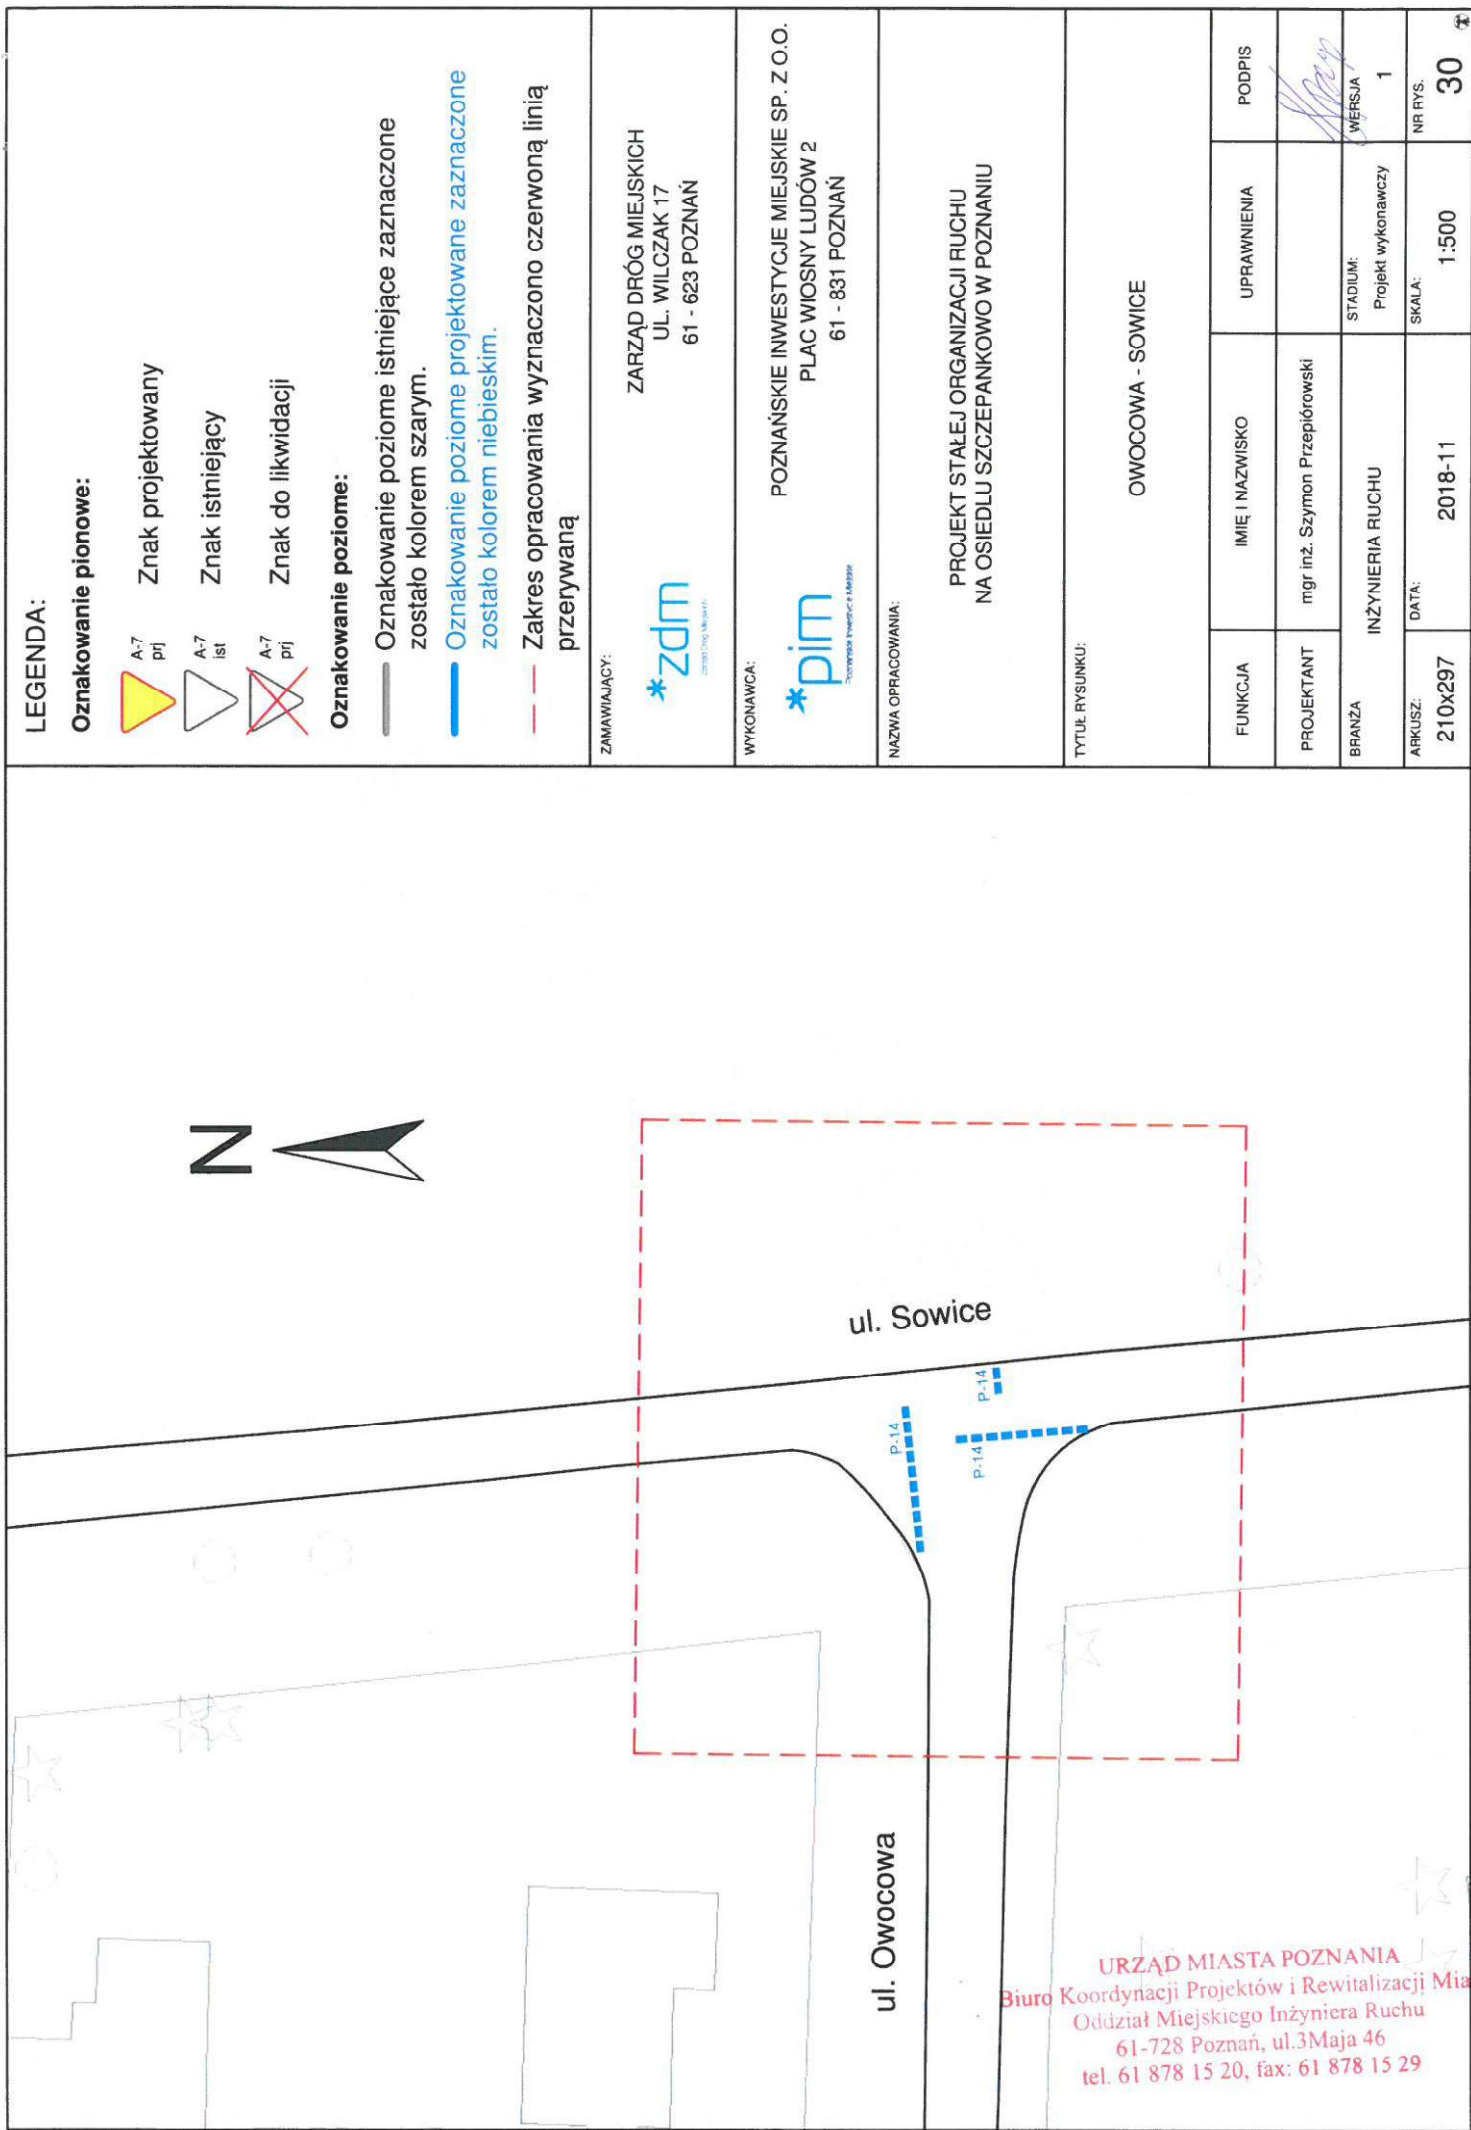 LEGENDA:
Oznakowanie pionowe:
A-7
prj
Znak projektowany
A-7
ist
Znak istniejący
A-7
prj
Znak do likwidacji
Oznakowanie poziome:
Oznakowanie poziome istniejące zaznaczone
zostało kolorem szarym.
Oznakowanie poziome projektowane zaznaczone
zostało kolorem niebieskim.
Zakres opracowania wyznaczono czerwoną linią
przerywaną
ZAMAWIAJĄCY:
*zdm
Zarząd Dróg Miejskich
ZARZĄD DRÓG MIEJSKICH
UL. WILCZAK 17
61 - 623 POZNAŃ
WYKONAWCA:
*pim
Poznańskie Inwestycje Miejskie
POZNAŃSKIE INWESTYCJE MIEJSKIE SP. Z O.O.
PLAC WIOSNY LUDÓW 2
61 - 831 POZNAŃ
NAZWA OPRACOWANIA:
PROJEKT STAŁEJ ORGANIZACJI RUCHU
NA OSIEDLU SZCZEPANKOWO W POZNANIU
TYTUŁ RYSUNKU:
OWOCOWA - SOWICE
FUNKCJA IMIĘ I NAZWISKO UPRAWNIENIA PODPIS
PROJEKTANT mgr inż. Szymon Przepiórowski
BRANŻA
INŻYNIERIA RUCHU
STADIUM:
Projekt wykonawczy
WERSJA
1
ARKUSZ:
210x297
DATA:
2018-11
SKALA:
1:500
NR RYS.
30
N
ul. Sowice
P-14
P-14
P-14
ul. Owocowa
URZĄD MIASTA POZNANIA
Biuro Koordynacji Projektów i Rewitalizacji Mia
Oddział Miejskiego Inżyniera Ruchu
61-728 Poznań, ul.3Maja 46
tel. 61 878 15 20, fax: 61 878 15 29